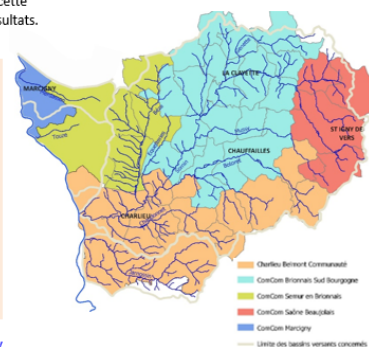 cette
sultats.
MARCIGNY
LA CLAYETTE
ST IGNY DE
VERS
CHAUFFAILLES
CHARLIEU
Charlieu Belmont Communauté
ComCom Brionnais Sud Bourgogne
ComCom Semur en Brionnais
ComCom Saône Beaujolais
ComCom Marcigny
Limite des bassins versants concernés